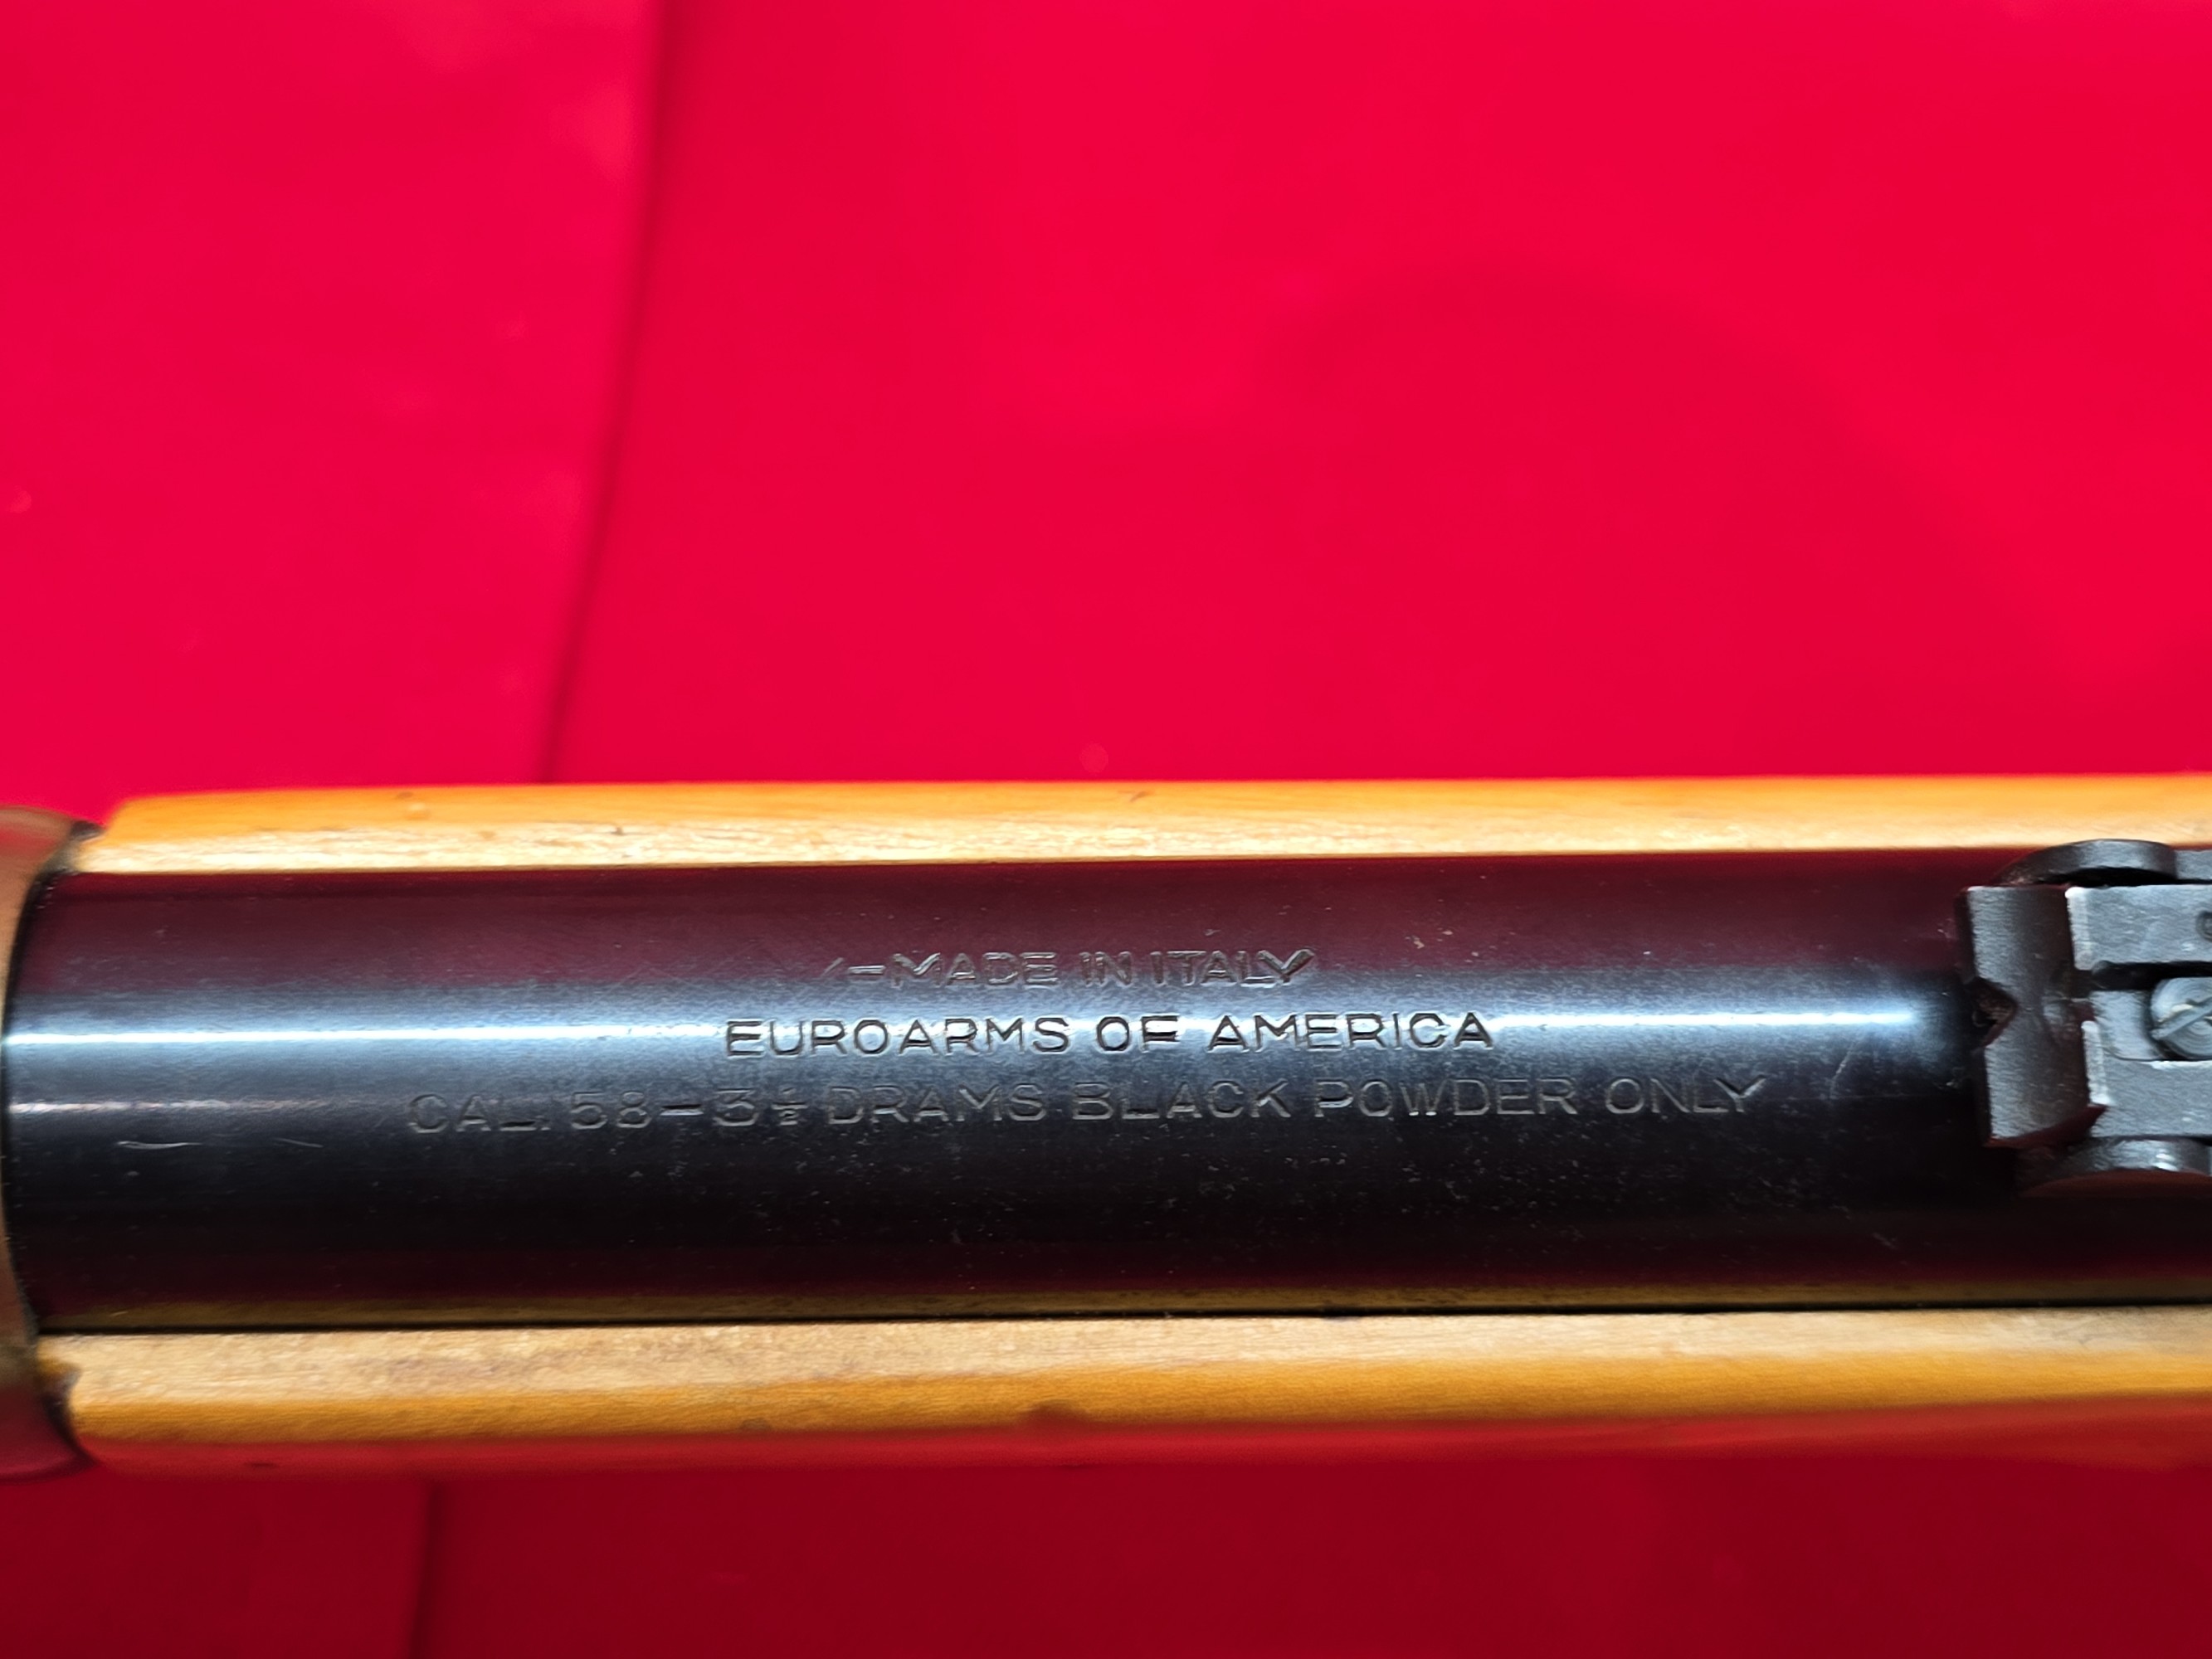 -MADE IN ITALY
EUROARMS OF AMERICA
CAL. 58-3½ DRAMS BLACK POWDER ONLY